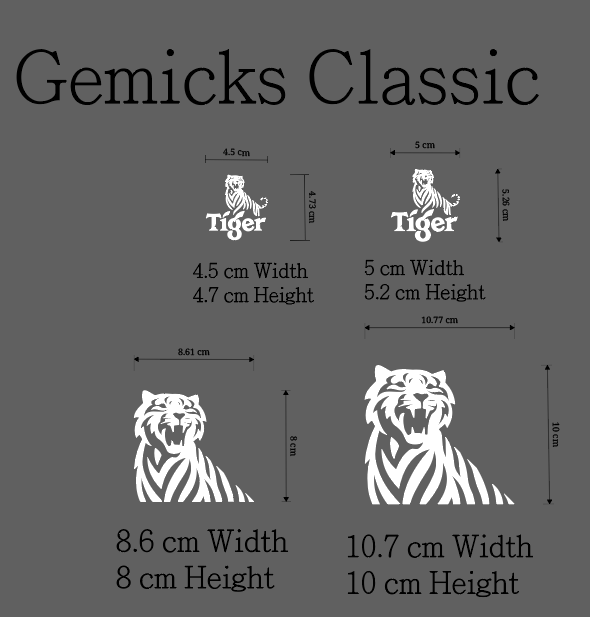 Gemicks Classic
4.5 cm
5 cm
4.73 cm
5.26 cm
Tiger
Tiger
4.5 cm Width
4.7 cm Height
5 cm Width
5.2 cm Height
8.61 cm
10.77 cm
8 cm
10 cm
8.6 cm Width
8 cm Height
10.7 cm Width
10 cm Height